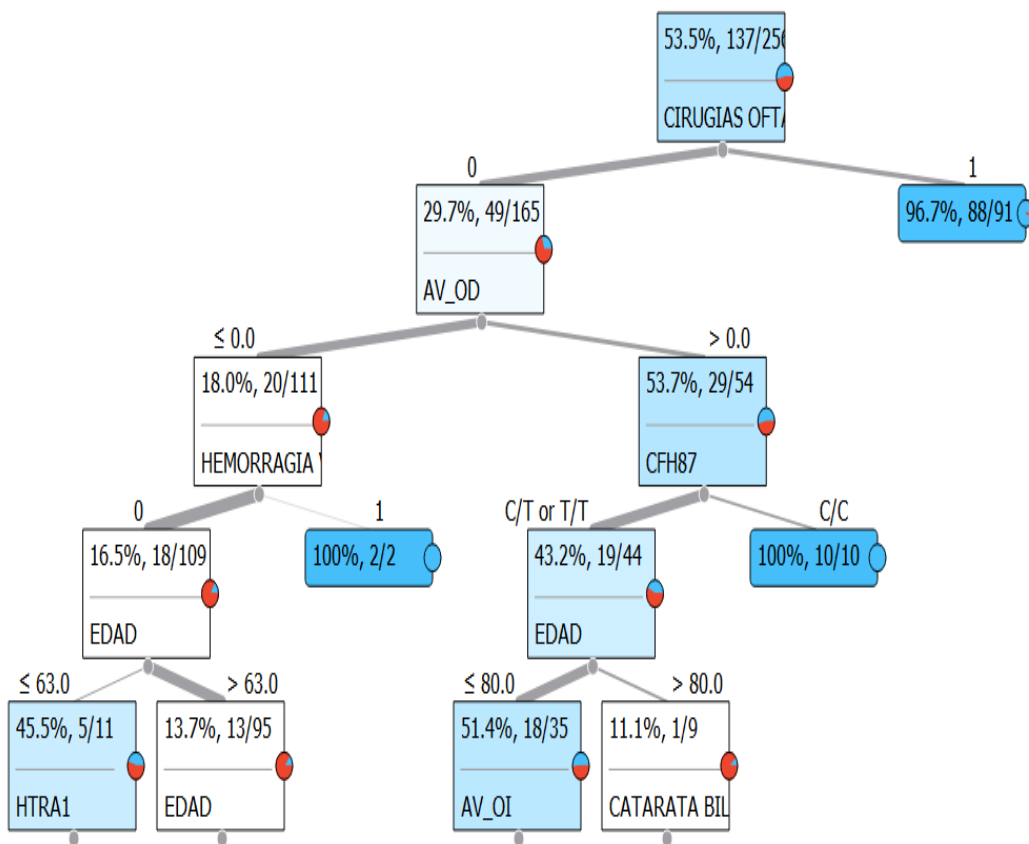 53.5%, 137/256
CIRUGIAS OFTA
0
1
29.7%, 49/165
AV_OD
96.7%, 88/91
≤ 0.0
> 0.0
18.0%, 20/111
HEMORRAGIA
53.7%, 29/54
CFH87
0
1
C/T or T/T
C/C
16.5%, 18/109
EDAD
100%, 2/2
43.2%, 19/44
EDAD
100%, 10/10
≤ 63.0
> 63.0
≤ 80.0
> 80.0
45.5%, 5/11
HTRA1
13.7%, 13/95
EDAD
51.4%, 18/35
AV_OI
11.1%, 1/9
CATARATA BIL